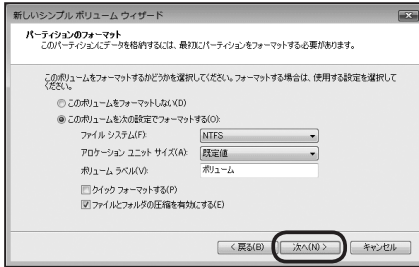 新しいシンプル ボリューム ウィザード
パーティションのフォーマット
このパーティションにデータを格納するには、最初にパーティションをフォーマットする必要があります。
このボリュームをフォーマットするかどうかを選択してください。フォーマットする場合は、使用する設定を選択して
ください。
このボリュームをフォーマットしない(D)
このボリュームを次の設定でフォーマットする(O):
ファイル システム(F): NTFS
アロケーション ユニット サイズ(A): 既定値
ボリューム ラベル(V): ボリューム
クイック フォーマットする(P)
ファイルとフォルダの圧縮を有効にする(E)
< 戻る(B) 次へ(N) > キャンセル